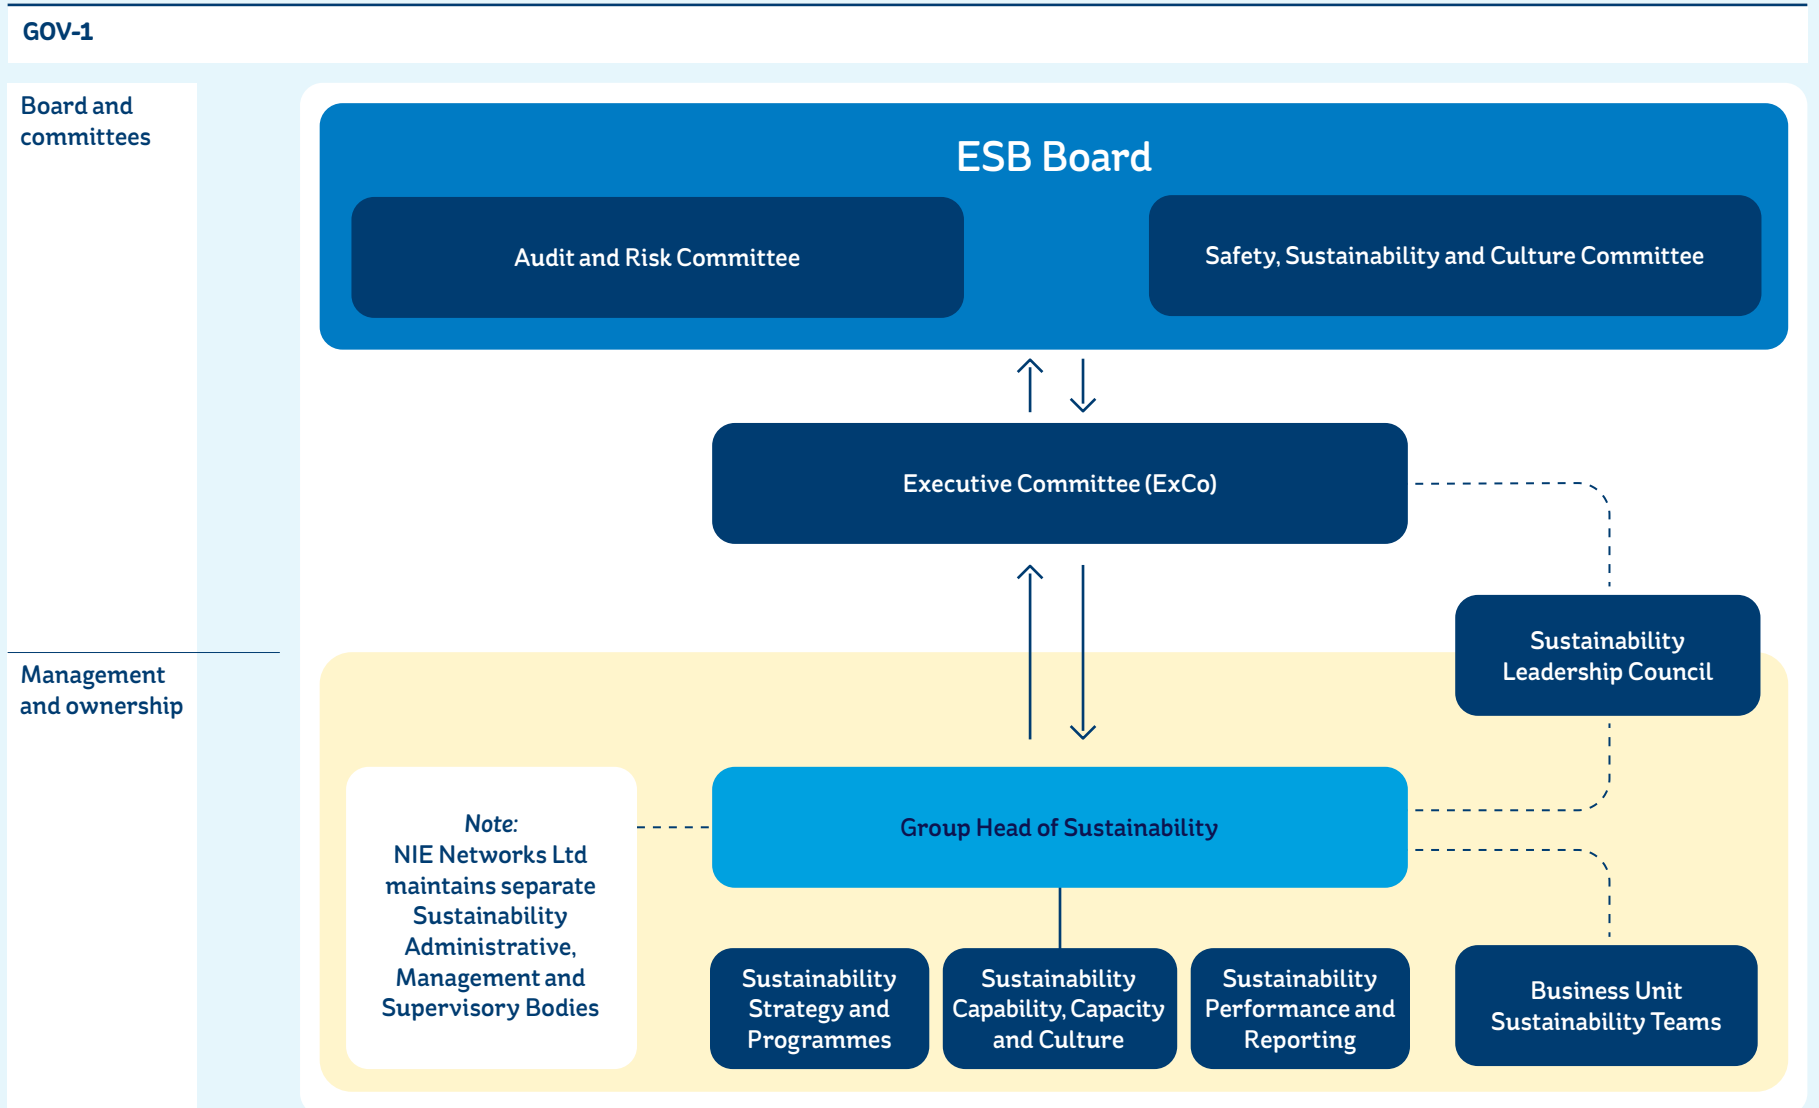 GOV-1
Board and
committees
ESB Board
Audit and Risk Committee
Safety, Sustainability and Culture Committee
Executive Committee (ExCo)
Sustainability
Leadership Council
Management
and ownership
Note:
NIE Networks Ltd
maintains separate
Sustainability
Administrative,
Management and
Supervisory Bodies
Group Head of Sustainability
Sustainability
Strategy and
Programmes
Sustainability
Capability, Capacity
and Culture
Sustainability
Performance and
Reporting
Business Unit
Sustainability Teams